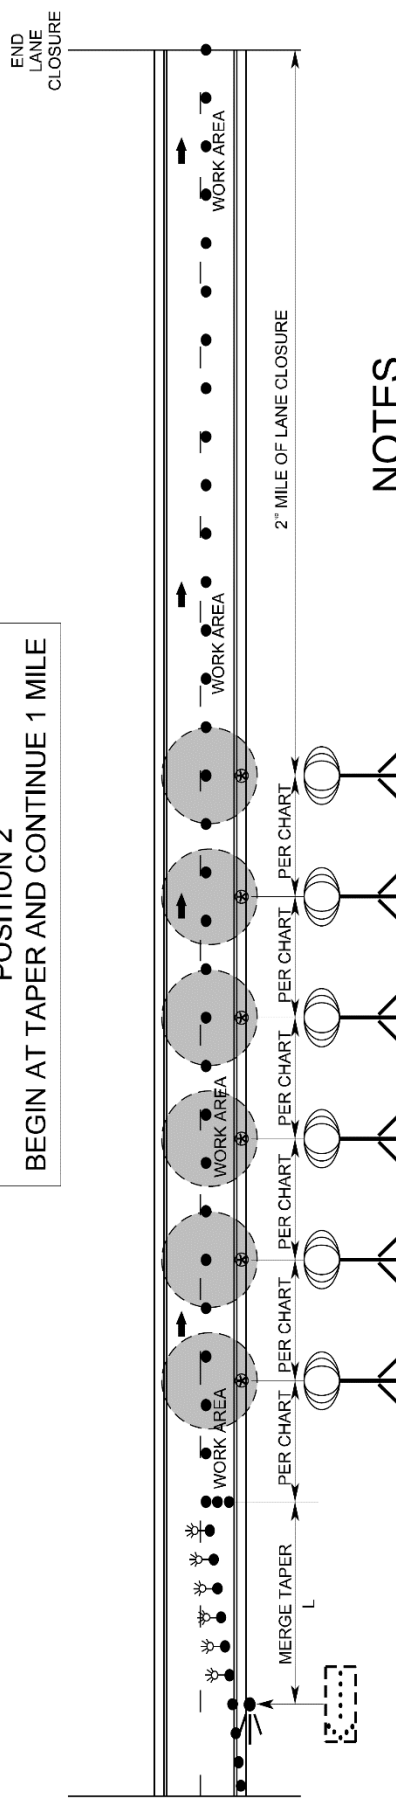 END
LANE
CLOSURE
WORK AREA
2ND MILE OF LANE CLOSURE
NOTES
WORK AREA
POSITION 2
BEGIN AT TAPER AND CONTINUE 1 MILE
PER CHART
PER CHART
PER CHART
WORK AREA
PER CHART
PER CHART
WORK AREA
PER CHART
MERGE TAPER
L